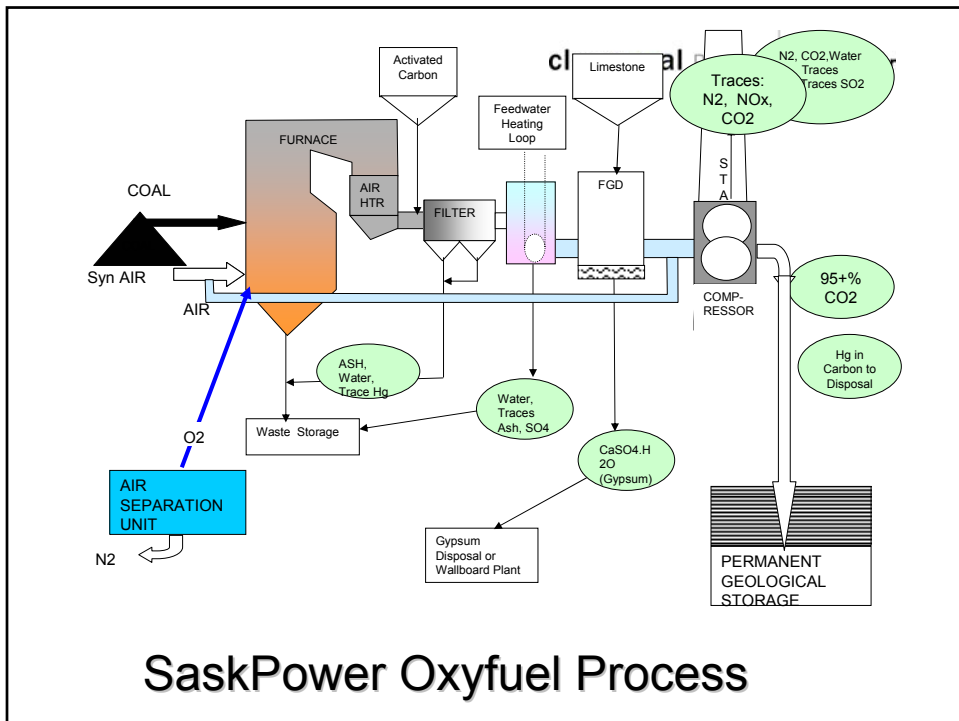 cl
al
Activated
Carbon
Limestone
N2, CO2,Water
Traces
Traces SO2
Traces:
N2, NOx,
CO2
Feedwater
Heating
Loop
FURNACE
S
T
A
AIR
HTR
FGD
COAL
FILTER
Syn AIR
95+%
CO2
AIR
COMP-
RESSOR
ASH,
Water,
Trace Hg
Hg in
Carbon to
Disposal
Water,
Traces
Ash, SO4
Waste Storage
O2
CaSO4.H
2O
(Gypsum)
AIR
SEPARATION
UNIT
N2
Gypsum
Disposal or
Wallboard Plant
PERMANENT
GEOLOGICAL
STORAGE
SaskPower Oxyfuel Process